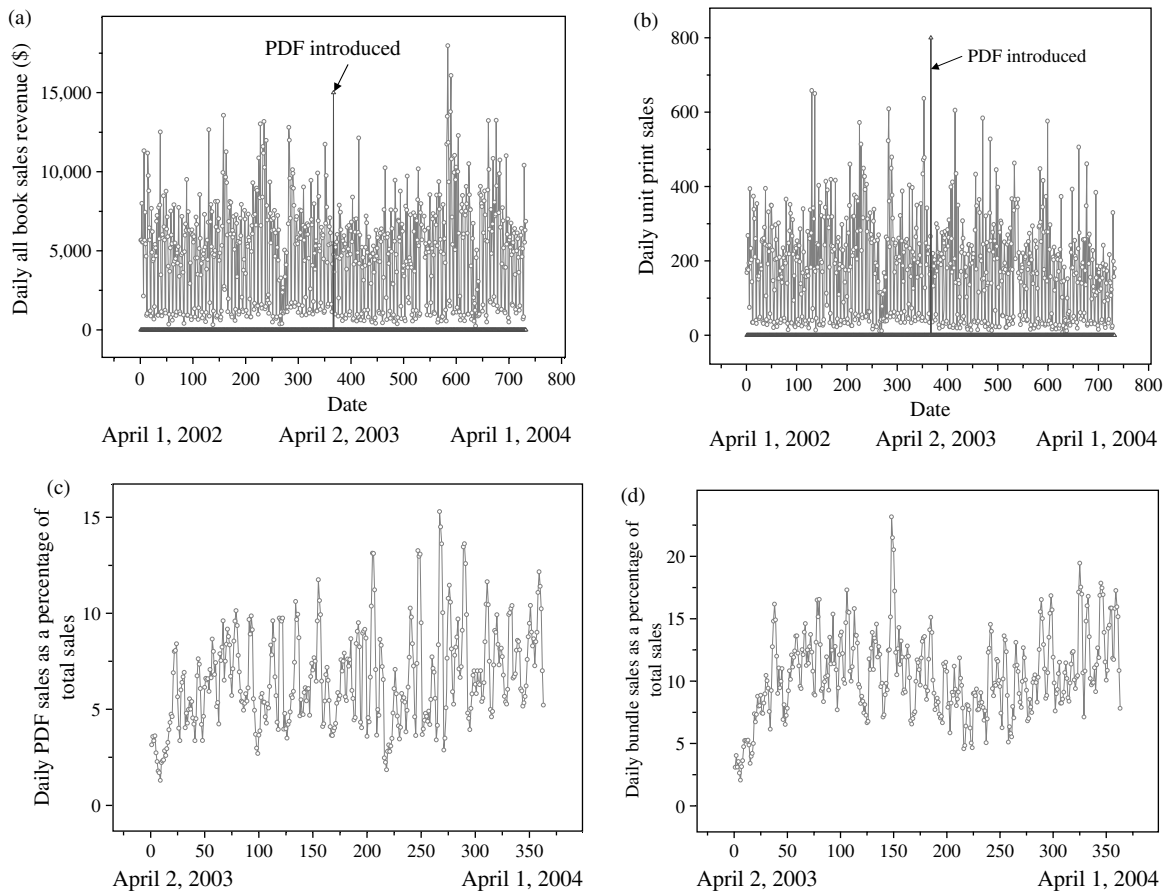 (a)
Daily all book sales revenue ($)
PDF introduced
15,000
10,000
5,000
0
0 100 200 300 400 500 600 700 800
Date
April 1, 2002 April 2, 2003 April 1, 2004
(b)
Daily unit print sales
PDF introduced
800
600
400
200
0
0 100 200 300 400 500 600 700 800
Date
April 1, 2002 April 2, 2003 April 1, 2004
(c)
Daily PDF sales as a percentage of
total sales
15
10
5
0
0 50 100 150 200 250 300 350
April 2, 2003 April 1, 2004
(d)
Daily bundle sales as a percentage of
total sales
20
15
10
5
0
0 50 100 150 200 250 300 350
April 2, 2003 April 1, 2004